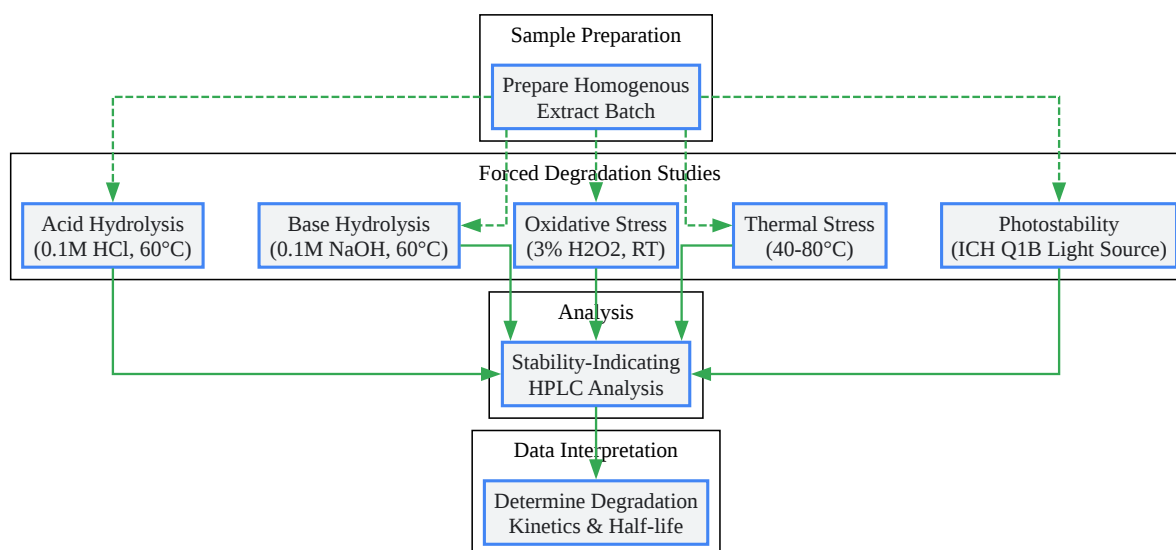 Sample Preparation
Prepare Homogenous
Extract Batch
Forced Degradation Studies
Acid Hydrolysis
(0.1M HCl, 60°C)
Base Hydrolysis
(0.1M NaOH, 60°C)
Oxidative Stress
(3% H2O2, RT)
Thermal Stress
(40-80°C)
Photostability
(ICH Q1B Light Source)
Analysis
Stability-Indicating
HPLC Analysis
Data Interpretation
Determine Degradation
Kinetics & Half-life